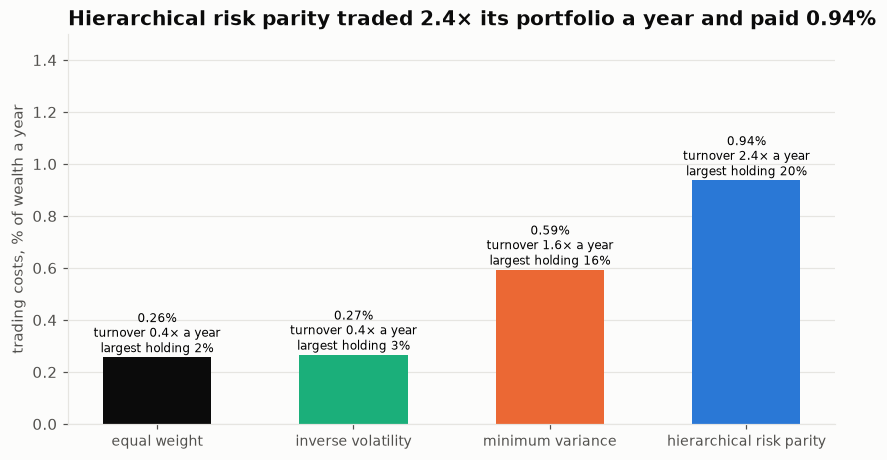 Hierarchical risk parity traded 2.4× its portfolio a year and paid 0.94%
trading costs, % of wealth a year
1.4
1.2
1.0
0.8
0.6
0.4
0.2
0.0
0.26%
turnover 0.4× a year
largest holding 2%
0.27%
turnover 0.4× a year
largest holding 3%
0.59%
turnover 1.6× a year
largest holding 16%
0.94%
turnover 2.4× a year
largest holding 20%
equal weight
inverse volatility
minimum variance
hierarchical risk parity